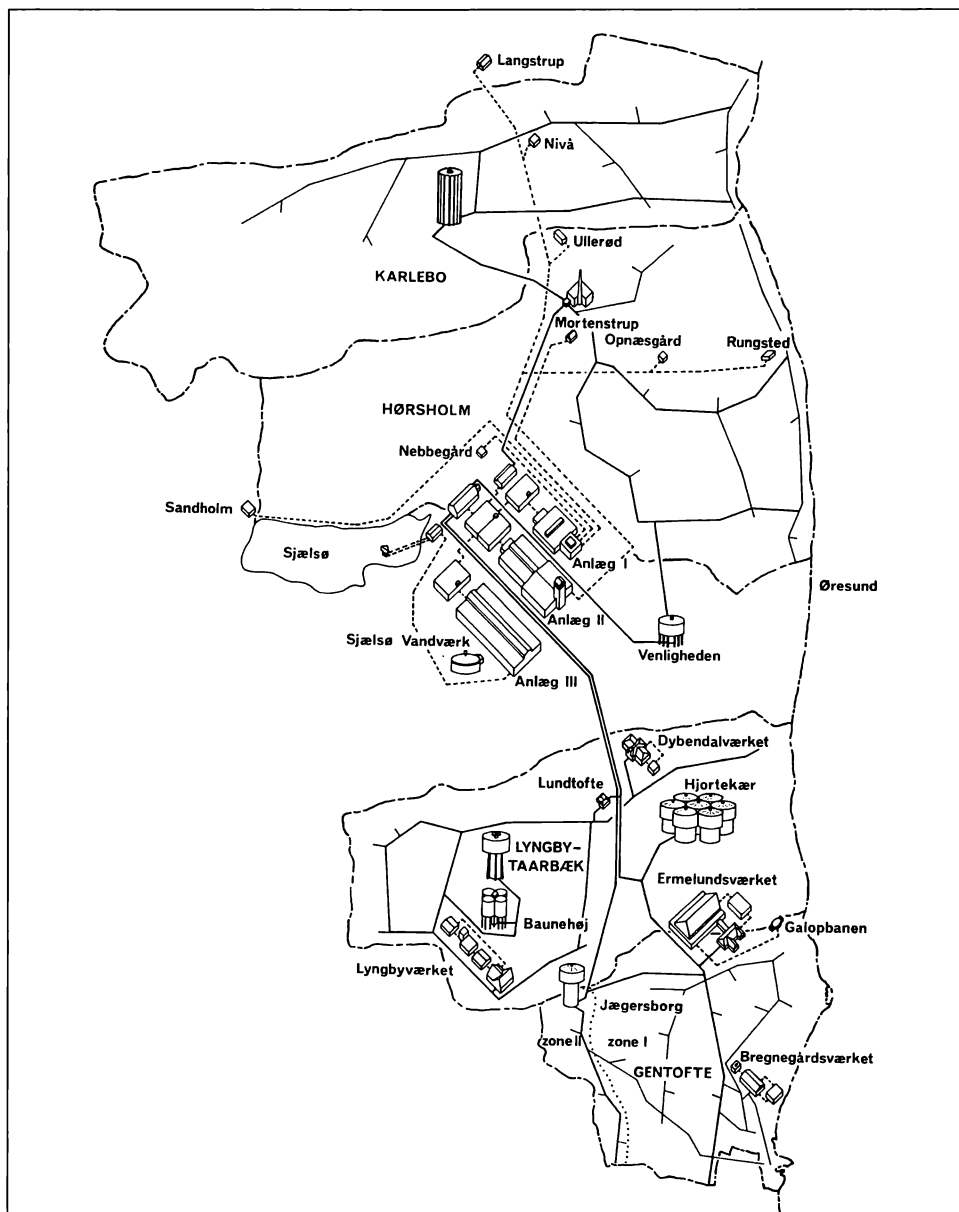 Langstrup
Nivå
Ullerød
KARLEBO
Mortenstrup
Opnæsgård
Rungsted
HØRSHOLM
Nebbegård
Sandholm
Sjælsø
Anlæg I
Øresund
Anlæg II
Sjælsø Vandværk
Venligheden
Anlæg III
Dybendalværket
Lundtofte
Hjortekær
LYNGBY-
TAARBÆK
Ermelundsværket
Baunehøj
Galopbanen
Lyngbyværket
Jægersborg
zone II
zone I
Bregnegårdsværket
GENTOFTE